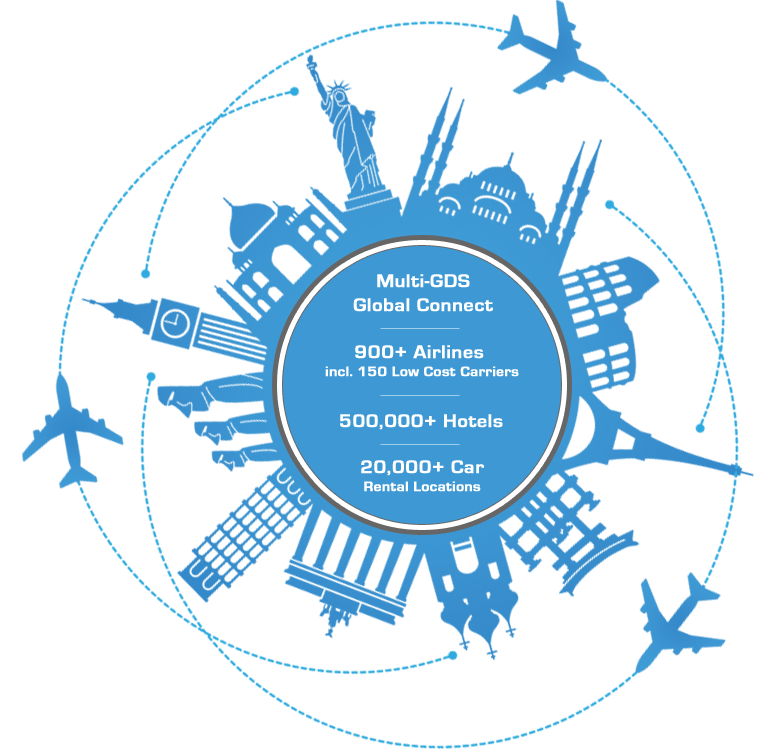 Multi-GDS
Global Connect
900+ Airlines
incl. 150 Low Cost Carriers
500,000+ Hotels
20,000+ Car
Rental Locations